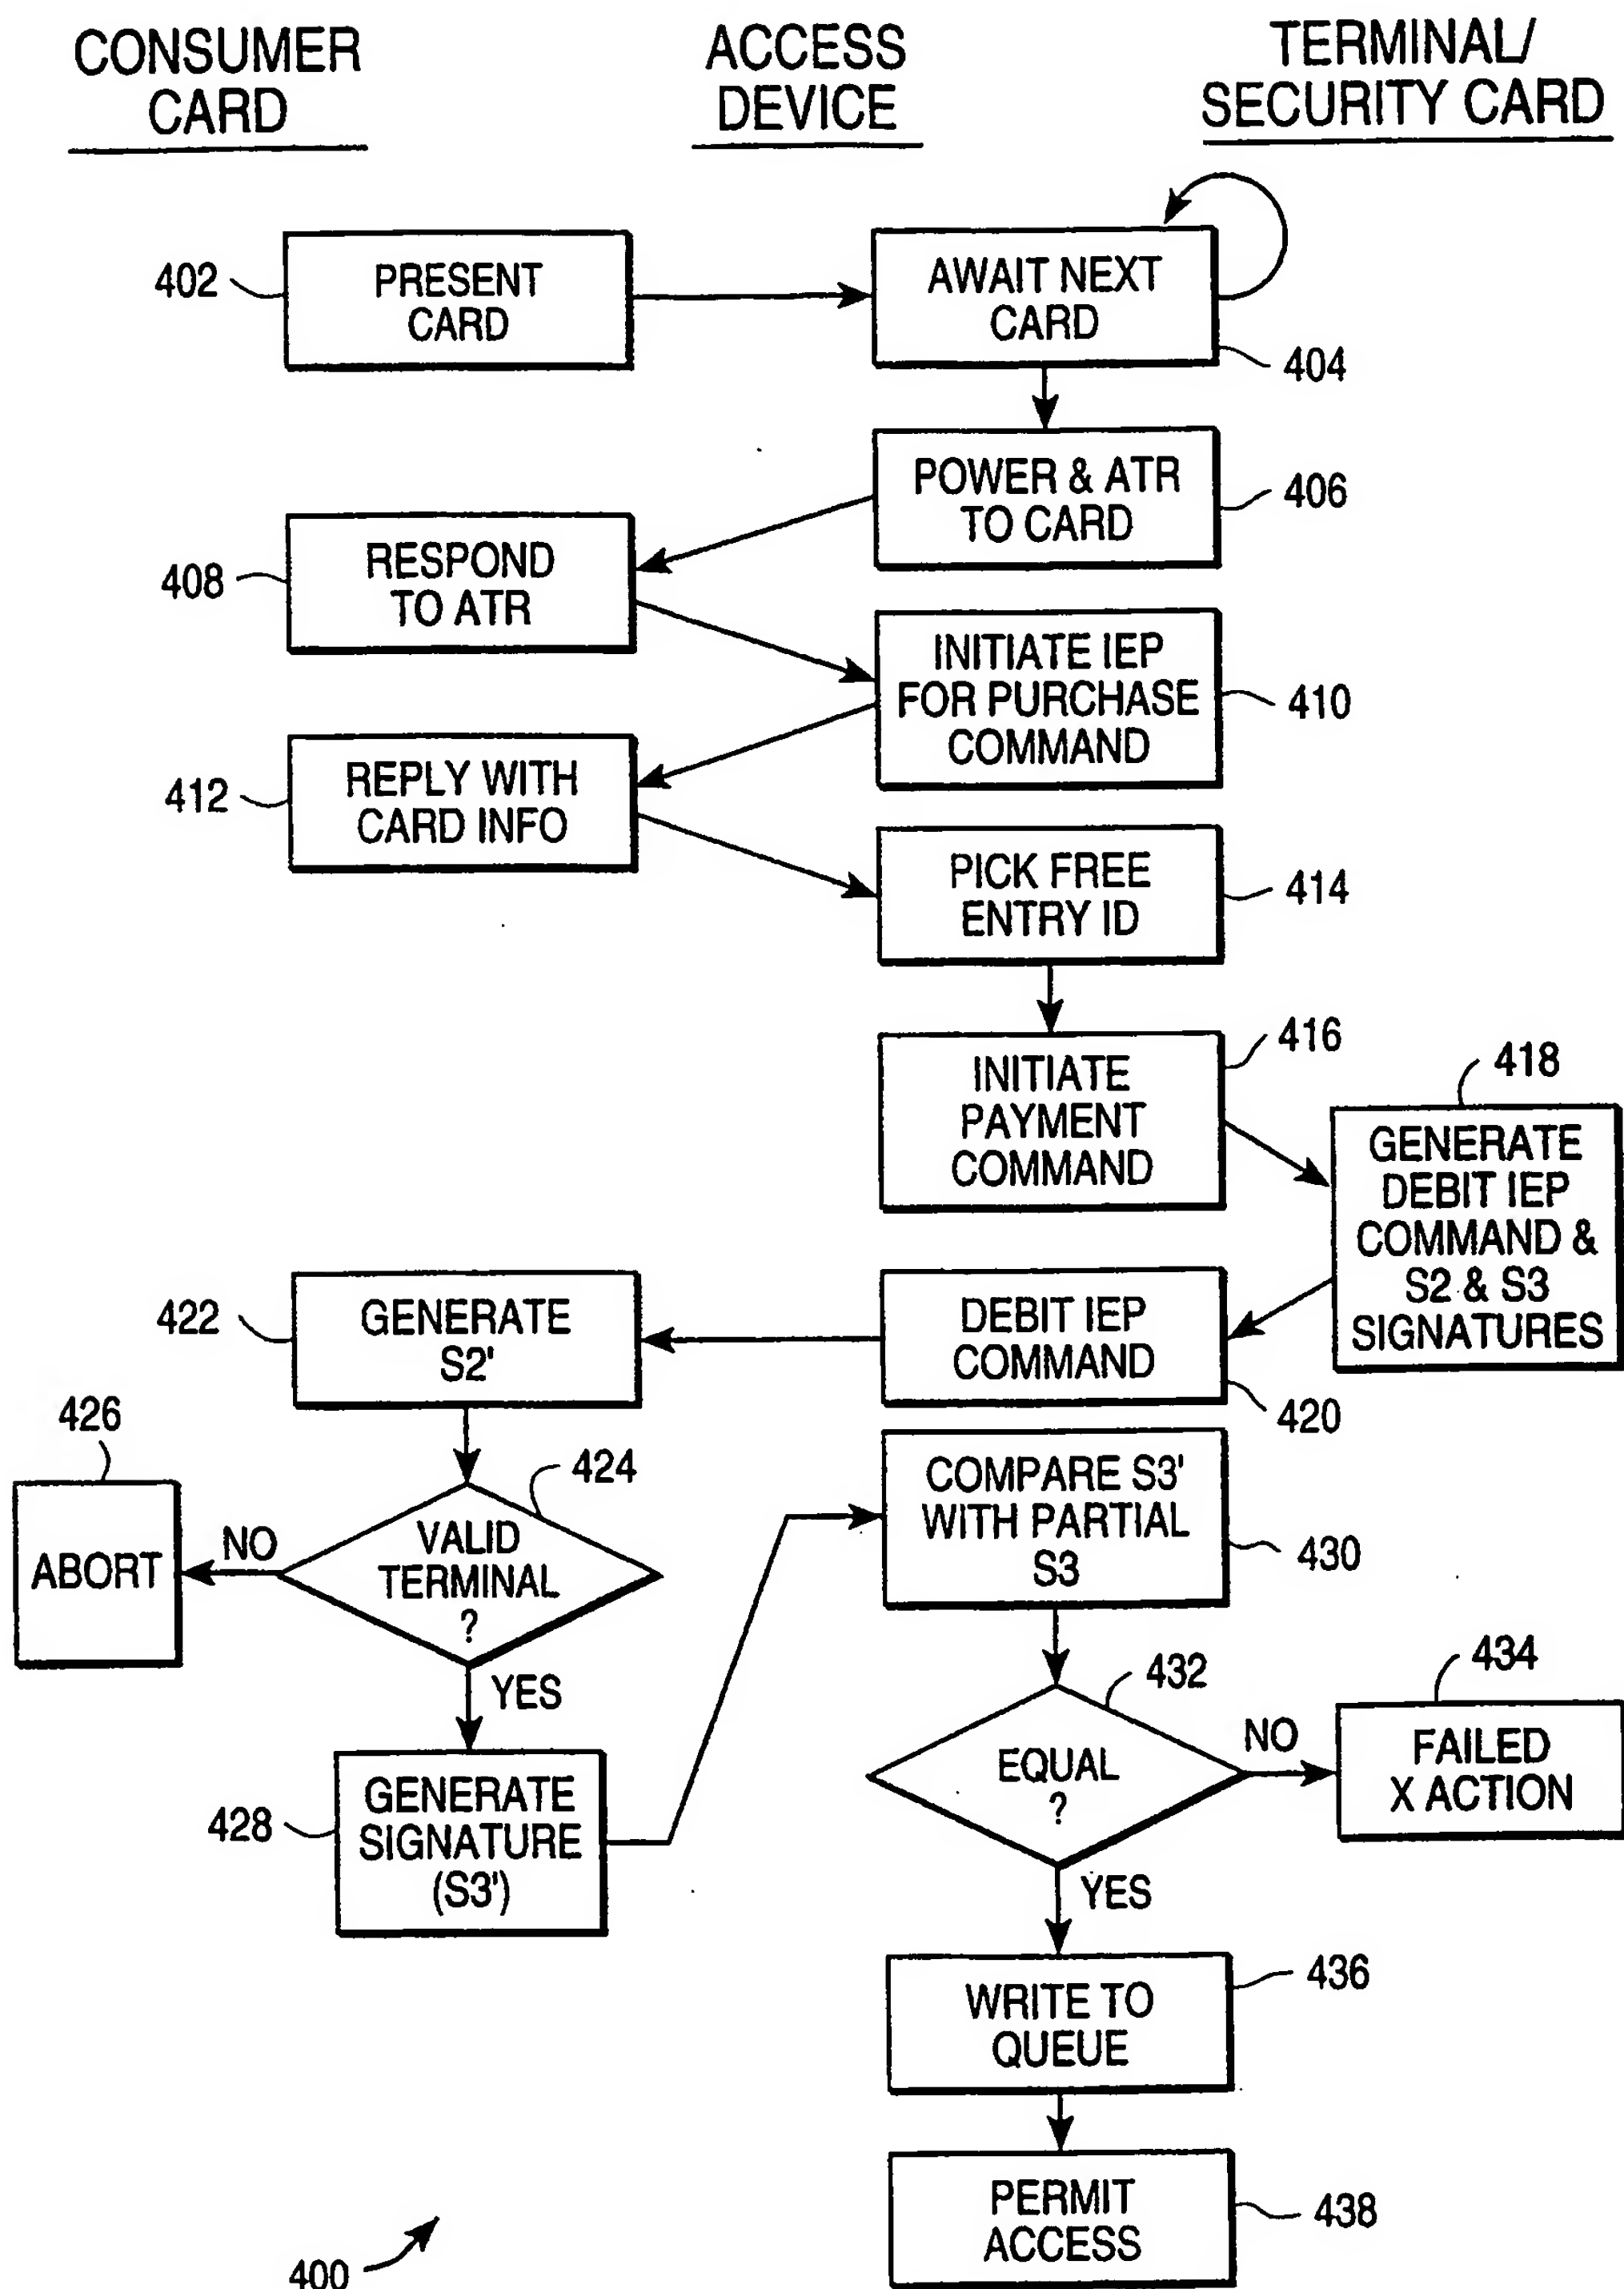 CONSUMER
CARD
ACCESS
DEVICE
TERMINAL/
SECURITY CARD
402
PRESENT
CARD
AWAIT NEXT
CARD
404
POWER & ATR
TO CARD
406
408
RESPOND
TO ATR
INITIATE IEP
FOR PURCHASE
COMMAND
410
412
REPLY WITH
CARD INFO
PICK FREE
ENTRY ID
414
INITIATE
PAYMENT
COMMAND
416
418
GENERATE
DEBIT IEP
COMMAND &
S2 & S3
SIGNATURES
DEBIT IEP
COMMAND
420
422
GENERATE
S2'
424
VALID
TERMINAL
?
NO
426
ABORT
YES
428
GENERATE
SIGNATURE
(S3')
COMPARE S3'
WITH PARTIAL
S3
430
432
EQUAL
?
NO
434
FAILED
X ACTION
YES
WRITE TO
QUEUE
436
PERMIT
ACCESS
438
400